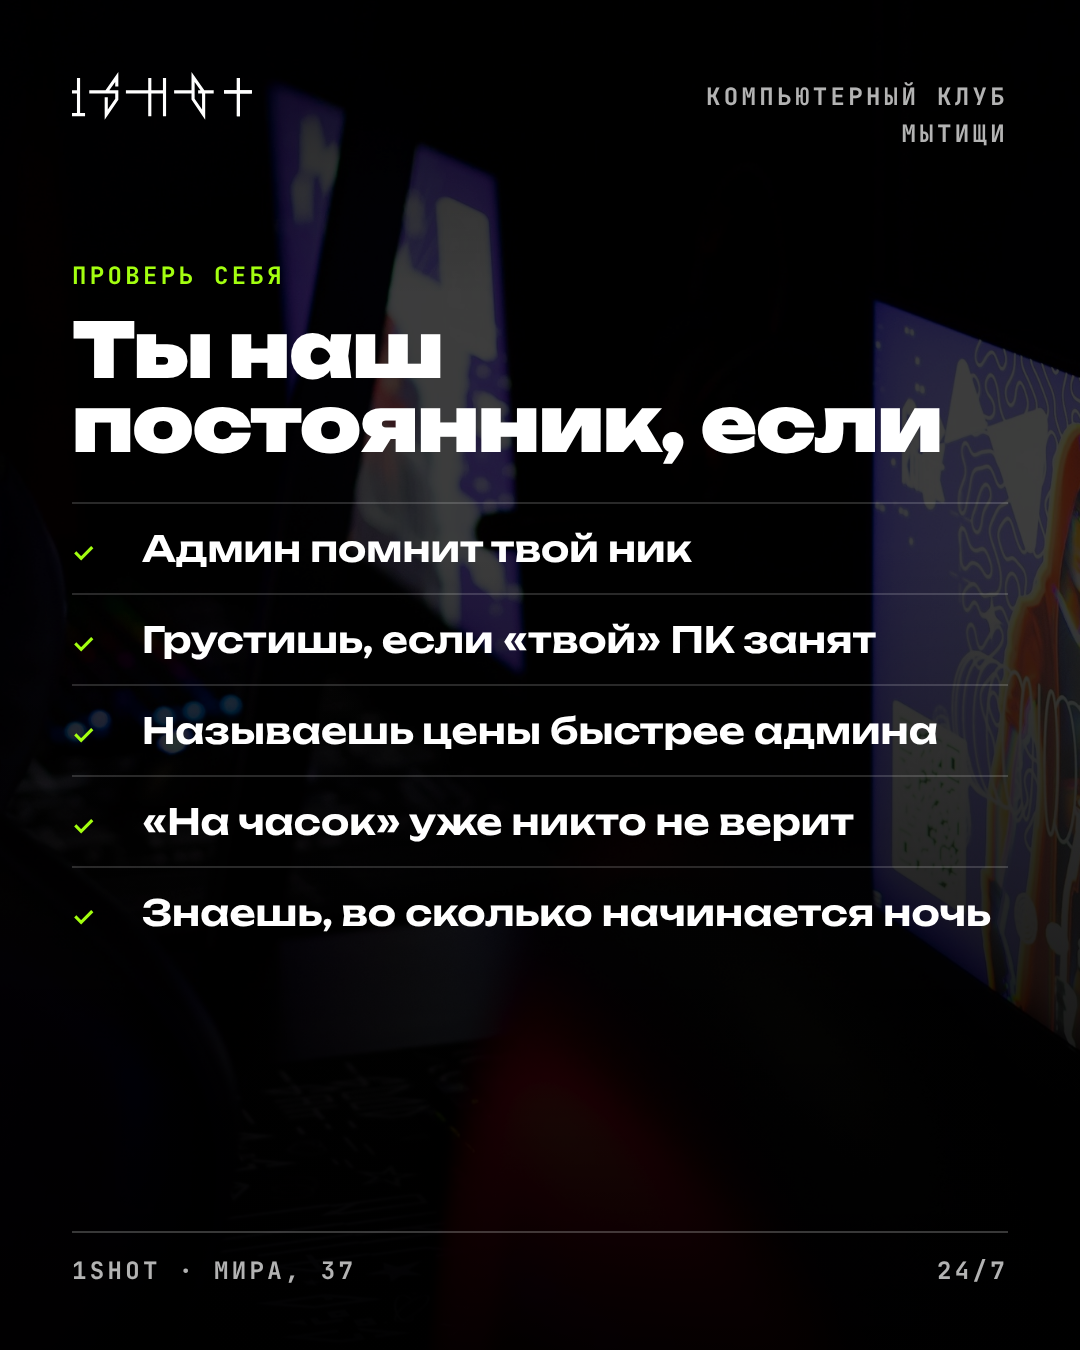 1SHOT
КОМПЬЮТЕРНЫЙ КЛУБ
МЫТИЩИ
ПРОВЕРЬ СЕБЯ
Ты наш
постоянник, если
Админ помнит твой ник
Грустишь, если «твой» ПК занят
Называешь цены быстрее админа
«На часок» уже никто не верит
Знаешь, во сколько начинается ночь
1SHOT · МИРА, 37
24/7